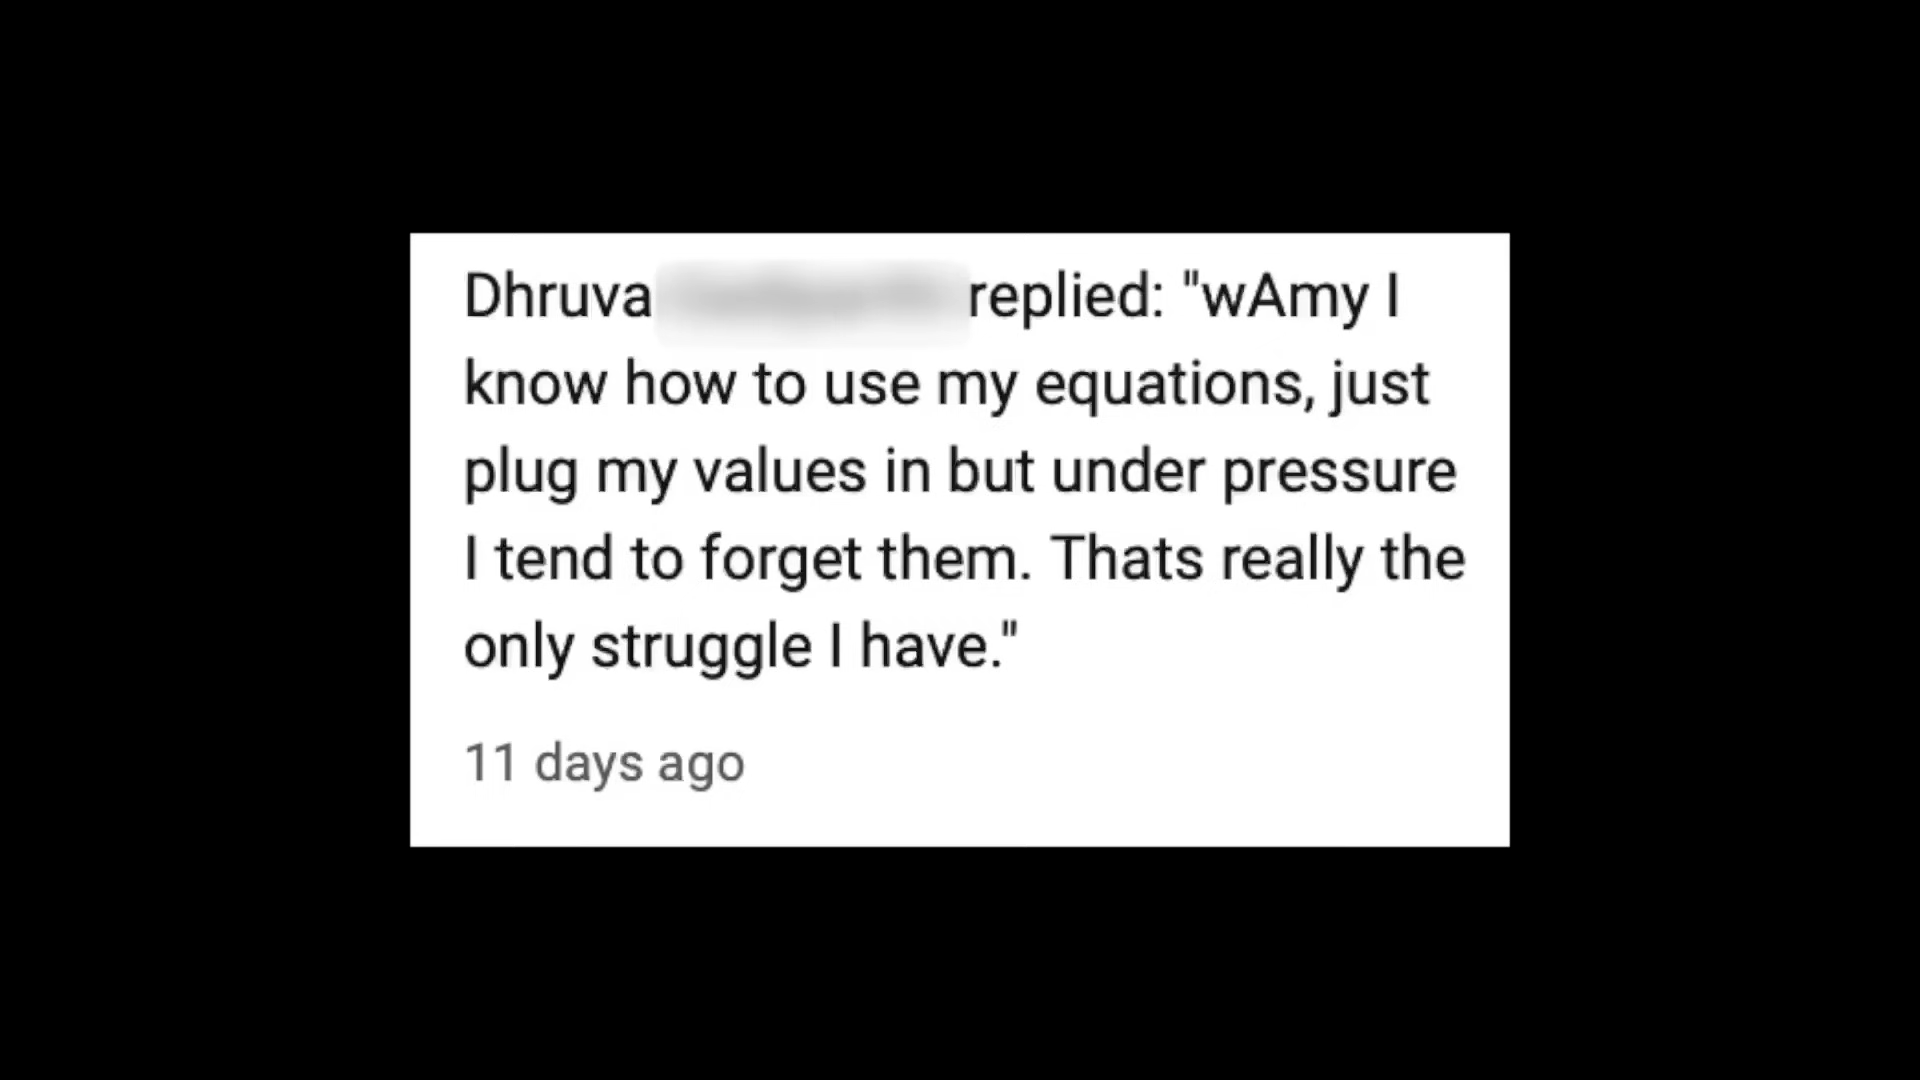 Dhruva replied: "wAmy I
know how to use my equations, just
plug my values in but under pressure
I tend to forget them. Thats really the
only struggle I have."
11 days ago